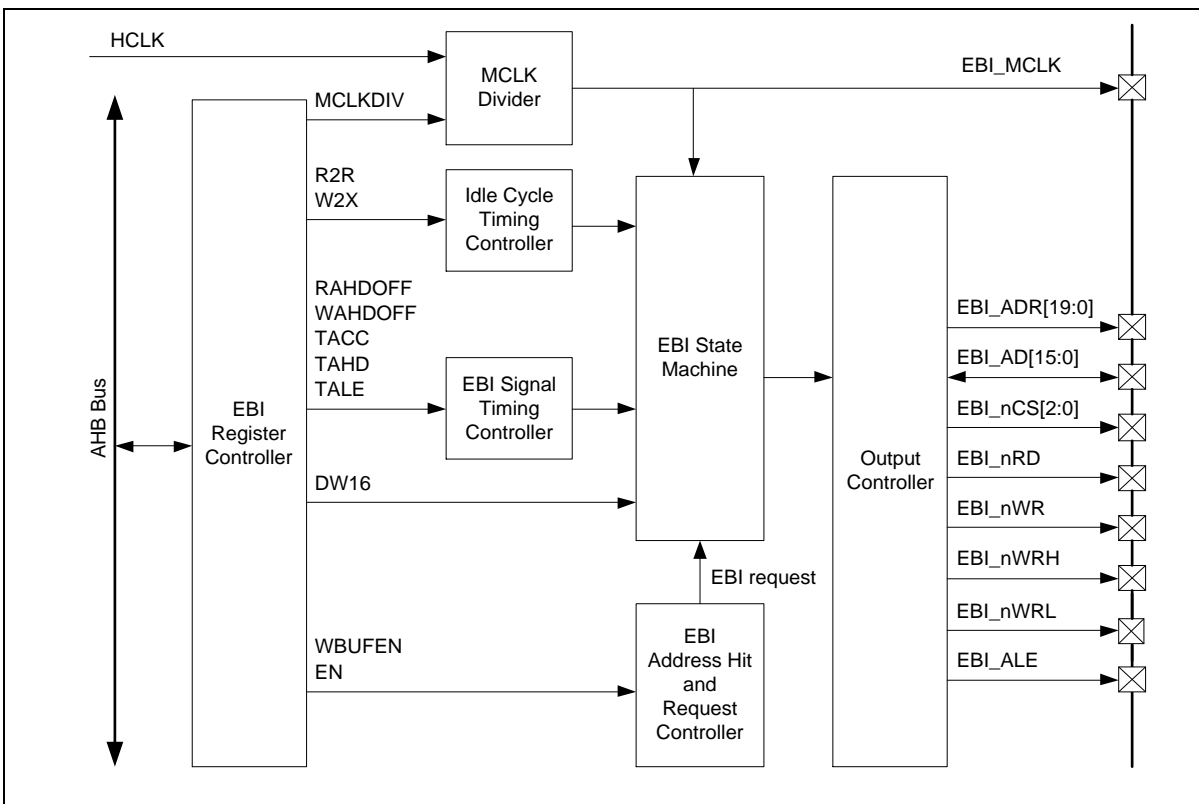 HCLK
MCLK
Divider
EBI_MCLK
MCLKDIV
R2R
W2X
Idle Cycle
Timing
Controller
RAHDOFF
WAHDOFF
TACC
TAHD
TALE
EBI Signal
Timing
Controller
EBI State
Machine
EBI_ADR[19:0]
EBI_AD[15:0]
EBI_nCS[2:0]
EBI_nRD
EBI_nWR
EBI_nWRH
EBI_nWRL
EBI_ALE
AHB Bus
EBI
Register
Controller
Output
Controller
DW16
EBI request
WBUFEN
EN
EBI
Address Hit
and
Request
Controller